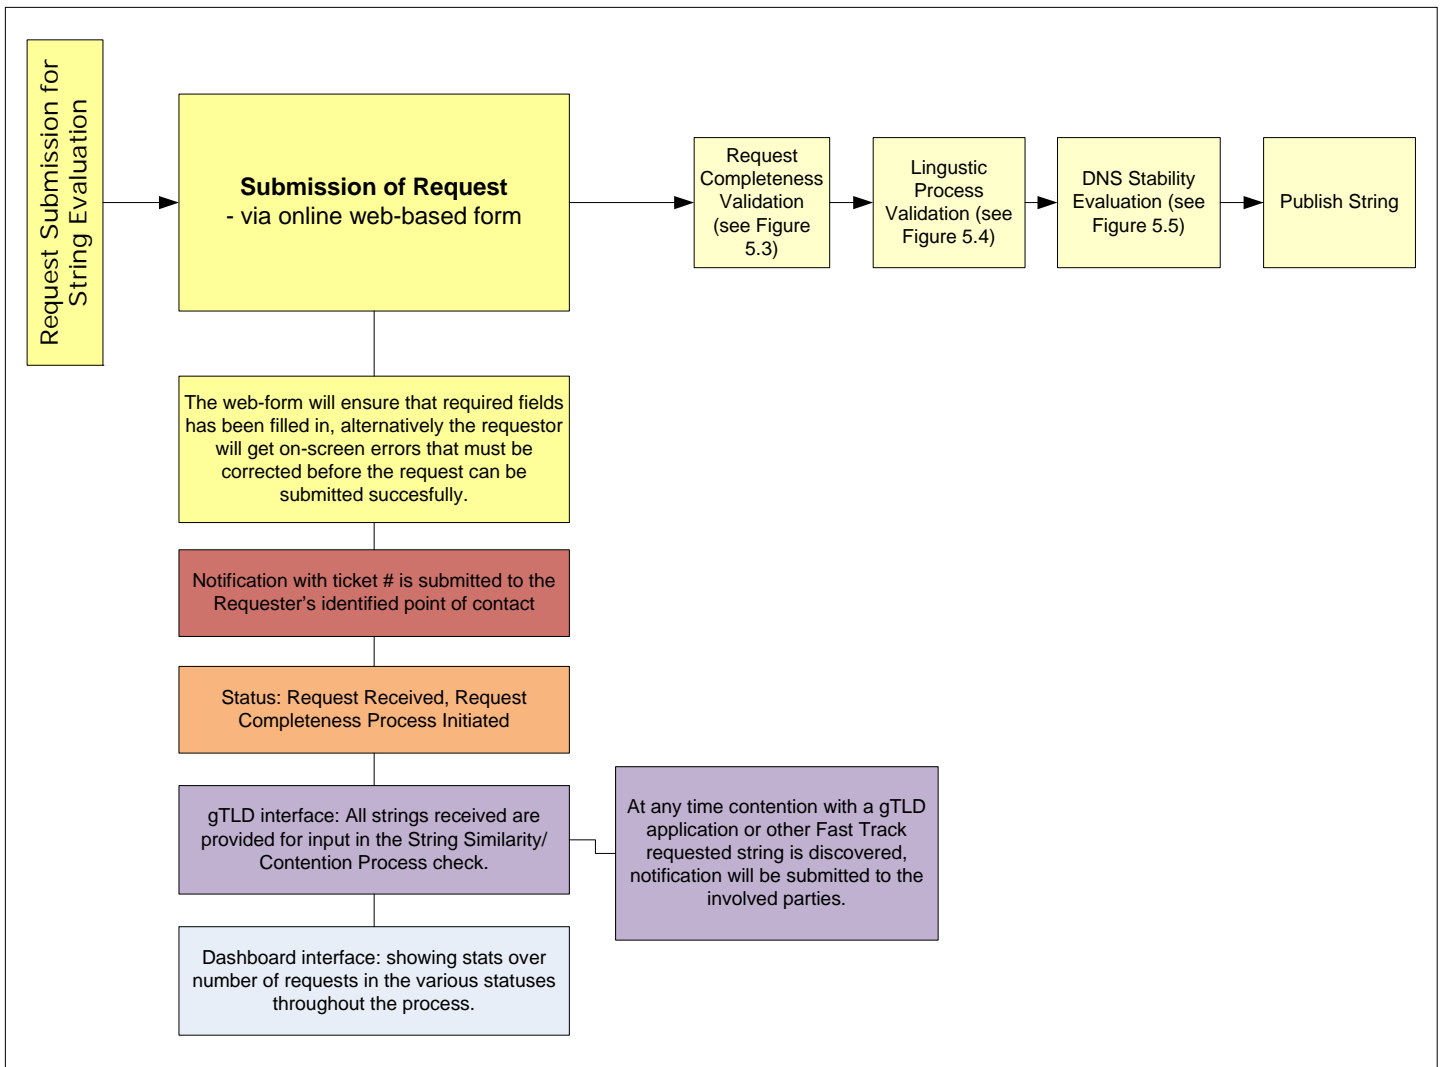 Request Submission for
String Evaluation
Submission of Request
- via online web-based form
Request
Completeness
Validation
(see Figure
5.3)
Lingustic
Process
Validation (see
Figure 5.4)
DNS Stability
Evaluation (see
Figure 5.5)
Publish String
The web-form will ensure that required fields
has been filled in, alternatively the requestor
will get on-screen errors that must be
corrected before the request can be
submitted succesfully.
Notification with ticket # is submitted to the
Requester’s identified point of contact
Status: Request Received, Request
Completeness Process Initiated
gTLD interface: All strings received are
provided for input in the String Similarity/
Contention Process check.
At any time contention with a gTLD
application or other Fast Track
requested string is discovered,
notification will be submitted to the
involved parties.
Dashboard interface: showing stats over
number of requests in the various statuses
throughout the process.